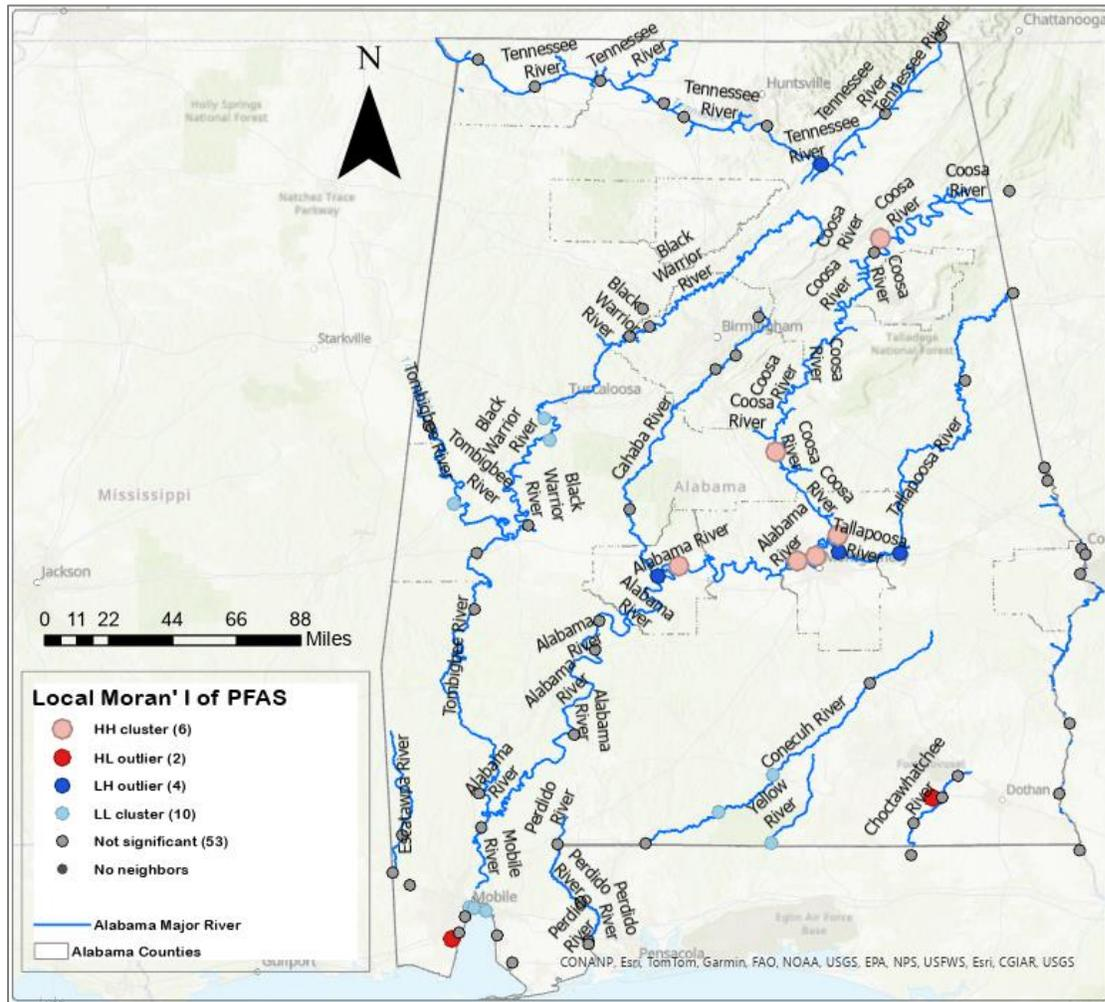 Chattanooga
N
Tennessee
River
Tennessee
River
Huntsville
Tennessee River
Tennessee
River
Tennessee
River
Tennessee
River
Holly Springs
National Forest
Natchez Trace
Parkway
Coosa
River
Coosa
River
Coosa
River
Coosa
River
Coosa
River
Black
Warrior
River
Black
Warrior
River
Birmingham
Starkville
Talladega
National Forest
Coosa
River
Coosa
River
Tuscaloosa
Coosa
River
Tombigbee River
Black
Warrior
River
Tombigbee
River
Black
Warrior
River
Cahaba River
Coosa
River
Coosa
River
Tallapoosa River
Mississippi
Alabama
Alabama River
Alabama
River
Tallapoosa
River
Jackson
Alabama
River
0 11 22 44 66 88
Miles
Tombigbee River
Alabama
River
Alabama
River
Alabama
River
Conecuh River
Yellow
River
Choctawhatchee
River
Dothan
Escatawpa River
Alabama
River
Mobile
River
Perdido
River
Perdido
River
Perdido
River
Perdido
River
Mobile
Pensacola
Eglin Air Force
Base
Gulfport
Local Moran' I of PFAS
HH cluster (6)
HL outlier (2)
LH outlier (4)
LL cluster (10)
Not significant (53)
No neighbors
Alabama Major River
Alabama Counties
CONANP, Esri, TomTom, Garmin, FAO, NOAA, USGS, EPA, NPS, USFWS, Esri, CGIAR, USGS